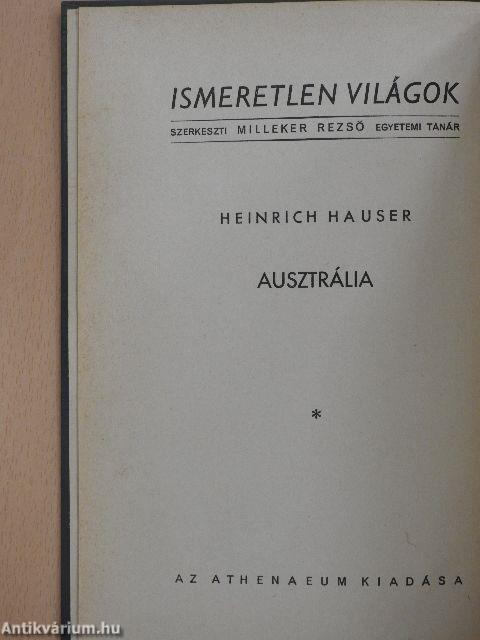 ISMERETLEN VILÁGOK
SZERKESZTI MILLEKER REZSŐ EGYETEMI TANÁR
HEINRICH HAUSER
AUSZTRÁLIA
*
AZ ATHENAEUM KIADÁSA
Antikvárium.hu